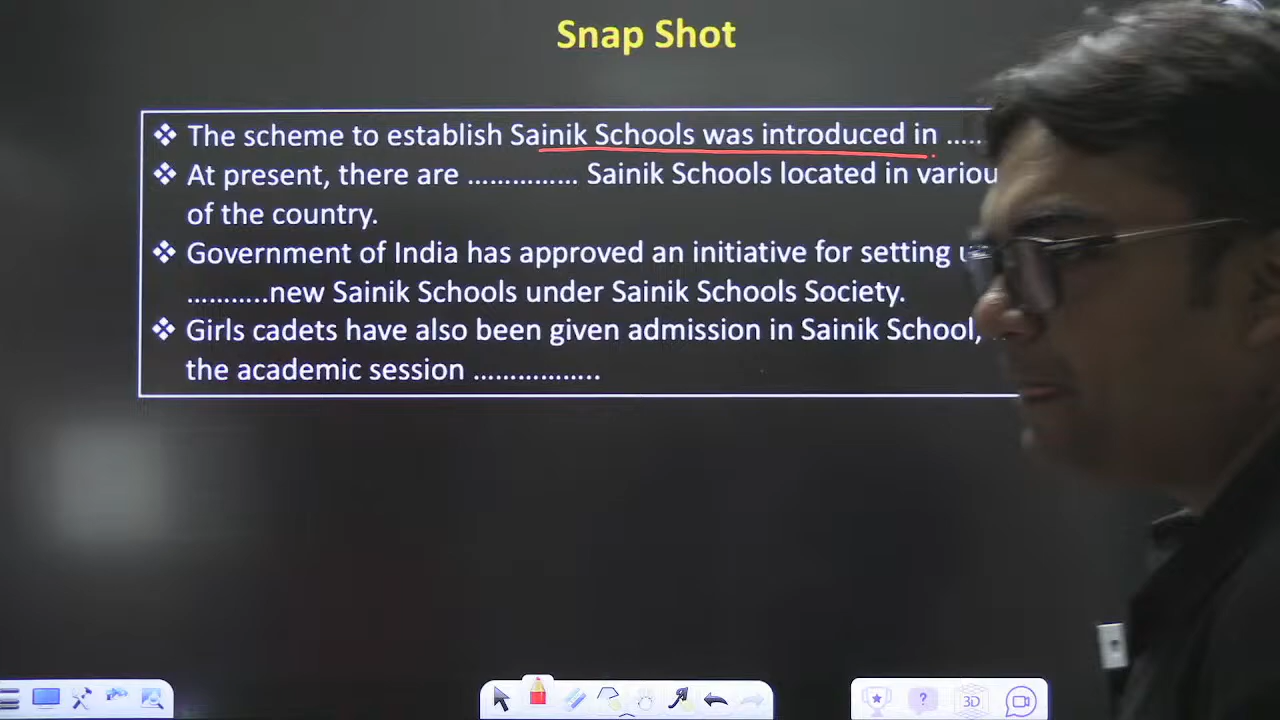 Snap Shot
❖ The scheme to establish Sainik Schools was introduced in ......
❖ At present, there are ............... Sainik Schools located in
of the country.
❖ Government of India has approved an initiative for setting
...........new Sainik Schools under Sainik Schools Society.
❖ Girls cadets have also been given admission in Sainik School,
the academic session .................
3D